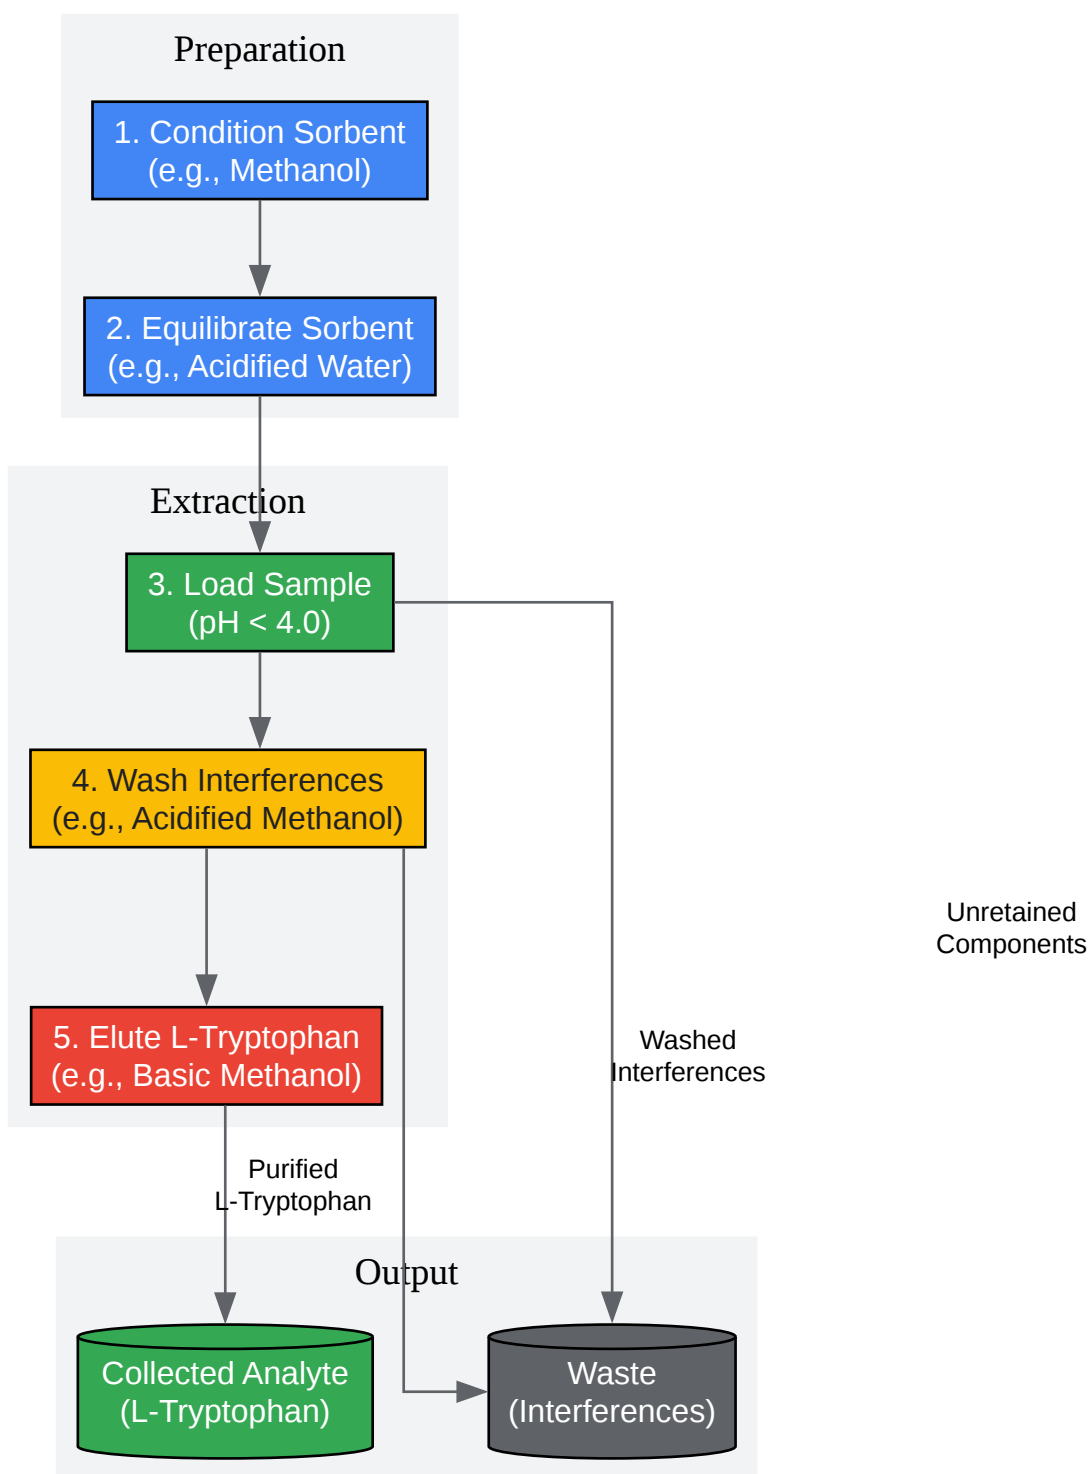 Preparation
1. Condition Sorbent
(e.g., Methanol)
2. Equilibrate Sorbent
(e.g., Acidified Water)
Extraction
3. Load Sample
(pH < 4.0)
4. Wash Interferences
(e.g., Acidified Methanol)
Unretained
Components
5. Elute L-Tryptophan
(e.g., Basic Methanol)
Washed
Interferences
Purified
L-Tryptophan
Output
Collected Analyte
(L-Tryptophan)
Waste
(Interferences)